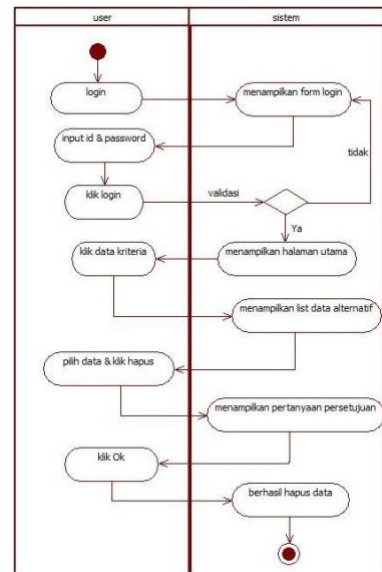 user
sistem
login
menampilkan form login
input id & password
tidak
klik login
validasi
Ya
klik data kriteria
menampilkan halaman utama
menampilkan list data alternatif
pilih data & klik hapus
menampilkan pertanyaan persetujuan
klik Ok
berhasil hapus data